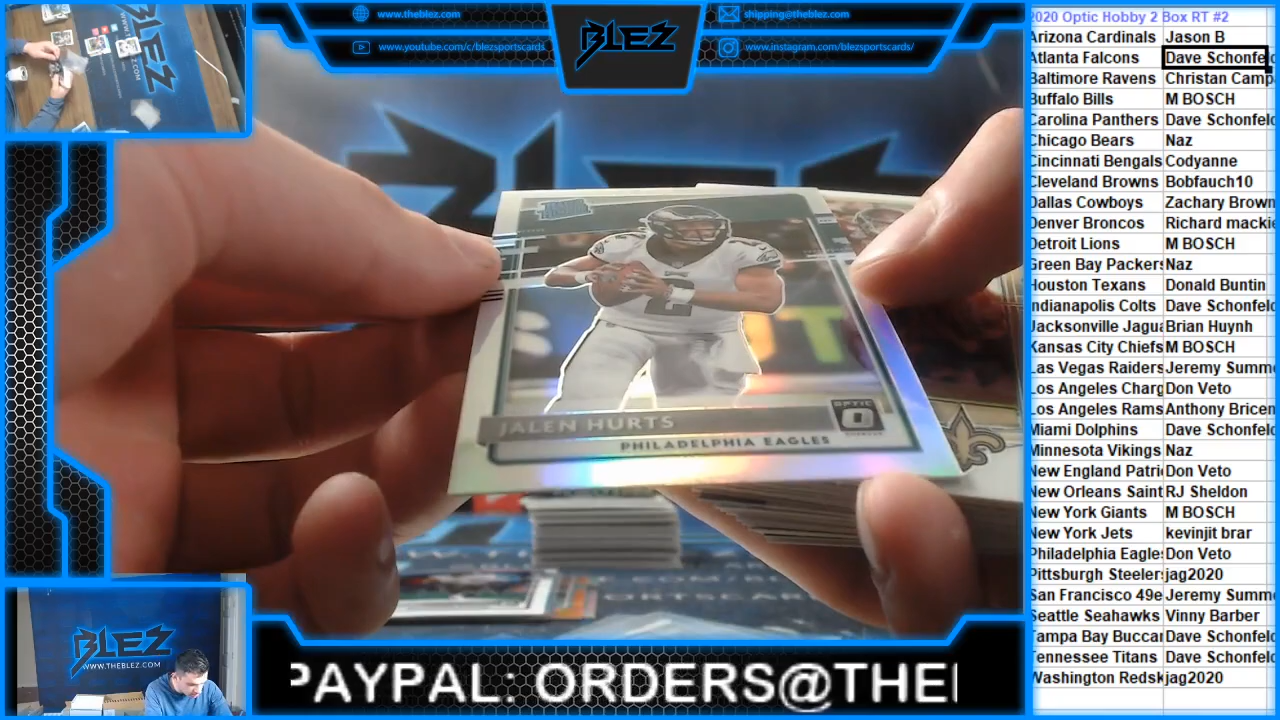 www.theblez.com
www.youtube.com/c/blezsportscards
BLEZ
shipping@theblez.com
www.instagram.com/blezsportscards/
2
JALEN HURTS
PHILADELPHIA EAGLES
OPTIC
BLEZ
WWW.THEBLEZ.COM
PAYPAL: ORDERS@THE
2020 Optic Hobby 2 Box RT #2
Arizona Cardinals Jason B
Atlanta Falcons Dave Schonfe
Baltimore Ravens Christan Camp
Buffalo Bills M BOSCH
Carolina Panthers Dave Schonfeld
Chicago Bears Naz
Cincinnati Bengals Codyanne
Cleveland Browns Bobfauch10
Dallas Cowboys Zachary Brown
Denver Broncos Richard mackie
Detroit Lions M BOSCH
Green Bay Packers Naz
Houston Texans Donald Buntin
Indianapolis Colts Dave Schonfeld
Jacksonville Jagua Brian Huynh
Kansas City Chiefs M BOSCH
Las Vegas Raiders Jeremy Summe
Los Angeles Charg Don Veto
Los Angeles Rams Anthony Bricen
Miami Dolphins Dave Schonfeld
Minnesota Vikings Naz
New England Patri Don Veto
New Orleans Saint RJ Sheldon
New York Giants M BOSCH
New York Jets kevinjit brar
Philadelphia Eagles Don Veto
Pittsburgh Steelers jag2020
San Francisco 49e Jeremy Summe
Seattle Seahawks Vinny Barber
Tampa Bay Buccar Dave Schonfeld
Tennessee Titans Dave Schonfeld
Washington Redsk jag2020